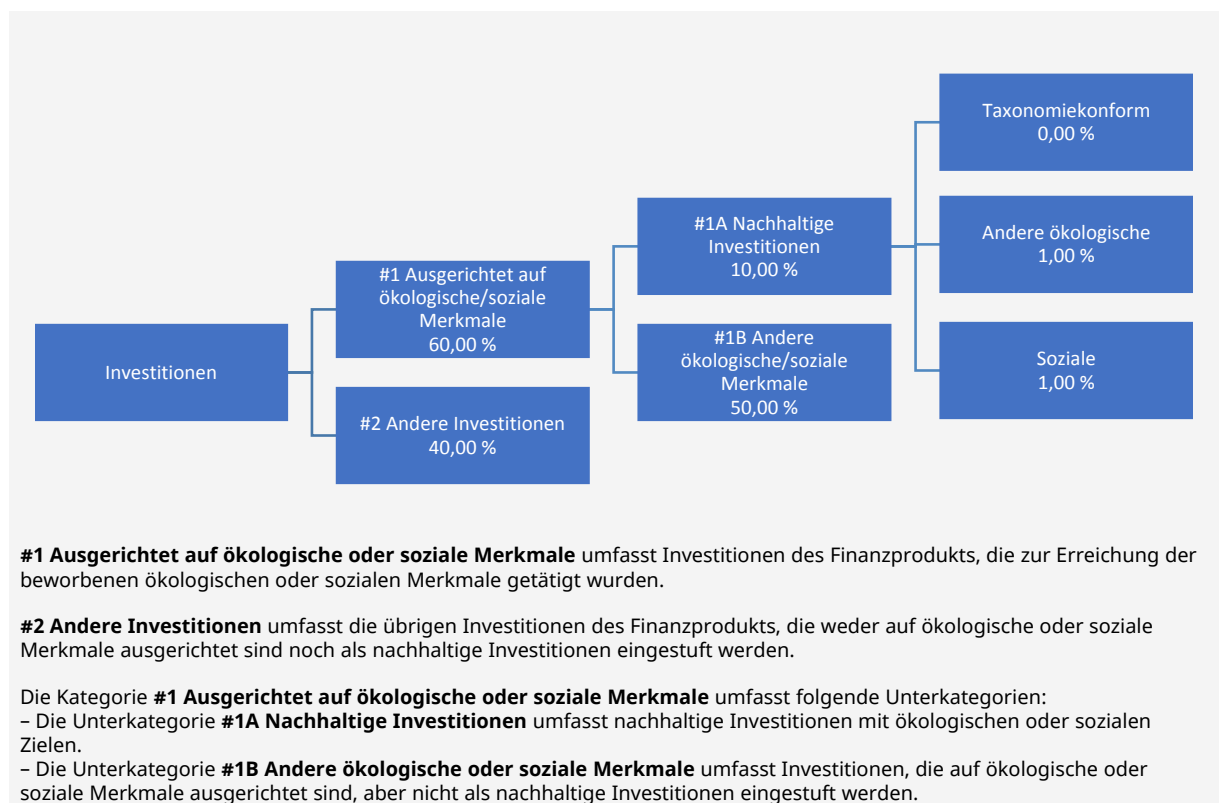 Investitionen
#1 Ausgerichtet auf
ökologische/soziale
Merkmale
60,00 %
#2 Andere Investitionen
40,00 %
#1A Nachhaltige
Investitionen
10,00 %
#1B Andere
ökologische/soziale
Merkmale
50,00 %
Taxonomiekonform
0,00 %
Andere ökologische
1,00 %
Soziale
1,00 %
#1 Ausgerichtet auf ökologische oder soziale Merkmale umfasst Investitionen des Finanzprodukts, die zur Erreichung der
beworbenen ökologischen oder sozialen Merkmale getätigt wurden.
#2 Andere Investitionen umfasst die übrigen Investitionen des Finanzprodukts, die weder auf ökologische oder soziale
Merkmale ausgerichtet sind noch als nachhaltige Investitionen eingestuft werden.
Die Kategorie #1 Ausgerichtet auf ökologische oder soziale Merkmale umfasst folgende Unterkategorien:
– Die Unterkategorie #1A Nachhaltige Investitionen umfasst nachhaltige Investitionen mit ökologischen oder sozialen
Zielen.
– Die Unterkategorie #1B Andere ökologische oder soziale Merkmale umfasst Investitionen, die auf ökologische oder
soziale Merkmale ausgerichtet sind, aber nicht als nachhaltige Investitionen eingestuft werden.